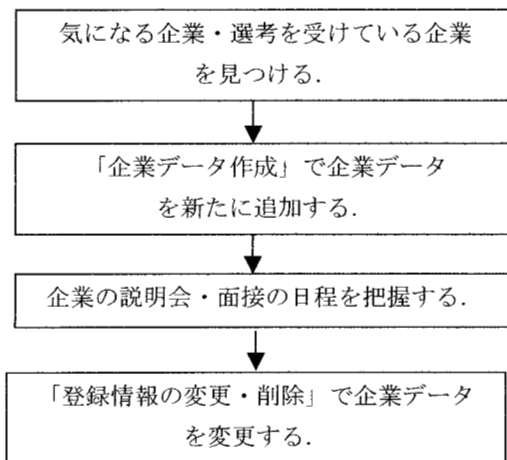 気になる企業・選考を受けている企業
を見つける.
「企業データ作成」で企業データ
を新たに追加する.
企業の説明会・面接の日程を把握する.
「登録情報の変更・削除」で企業データ
を変更する.